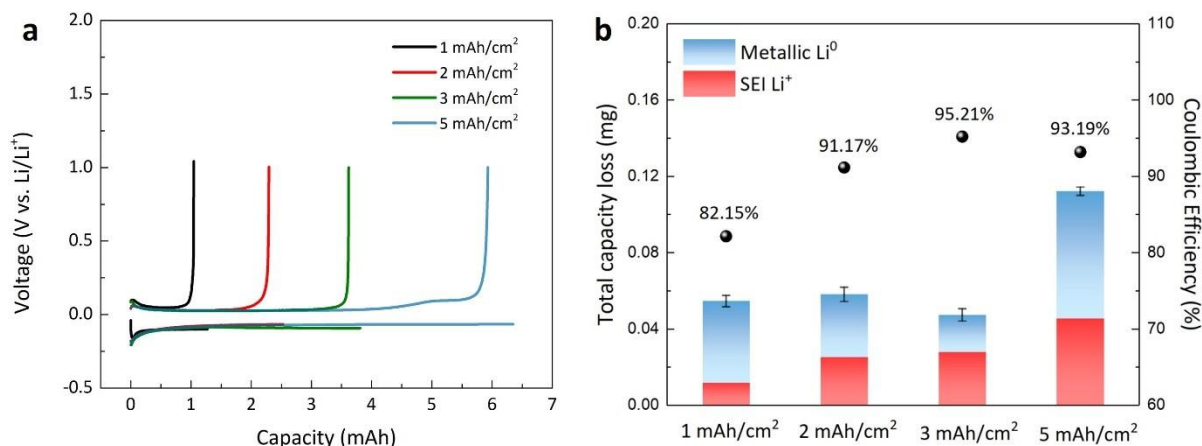 a
2.0
1.5
1.0
0.5
0.0
-0.5
Voltage (V vs. Li/Li⁺)
1 mAh/cm²
2 mAh/cm²
3 mAh/cm²
5 mAh/cm²
0 1 2 3 4 5 6 7
Capacity (mAh)
b
0.20
0.16
0.12
0.08
0.04
0.00
Total capacity loss (mg)
Metallic Li⁰
SEI Li⁺
82.15%
91.17%
95.21%
93.19%
110
100
90
80
70
60
Coulombic Efficiency (%)
1 mAh/cm² 2 mAh/cm² 3 mAh/cm² 5 mAh/cm²